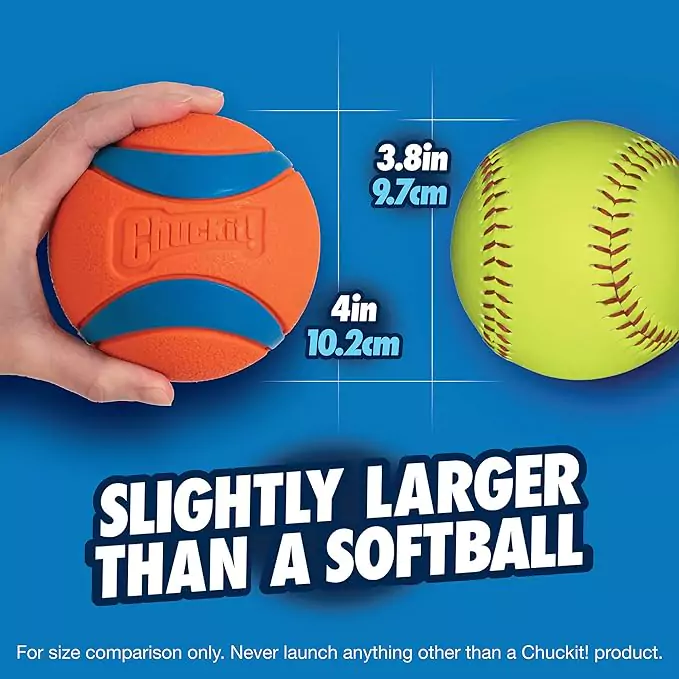 Chuckit!
3.8in
9.7cm
4in
10.2cm
SLIGHTLY LARGER
THAN A SOFTBALL
For size comparison only. Never launch anything other than a Chuckit! product.